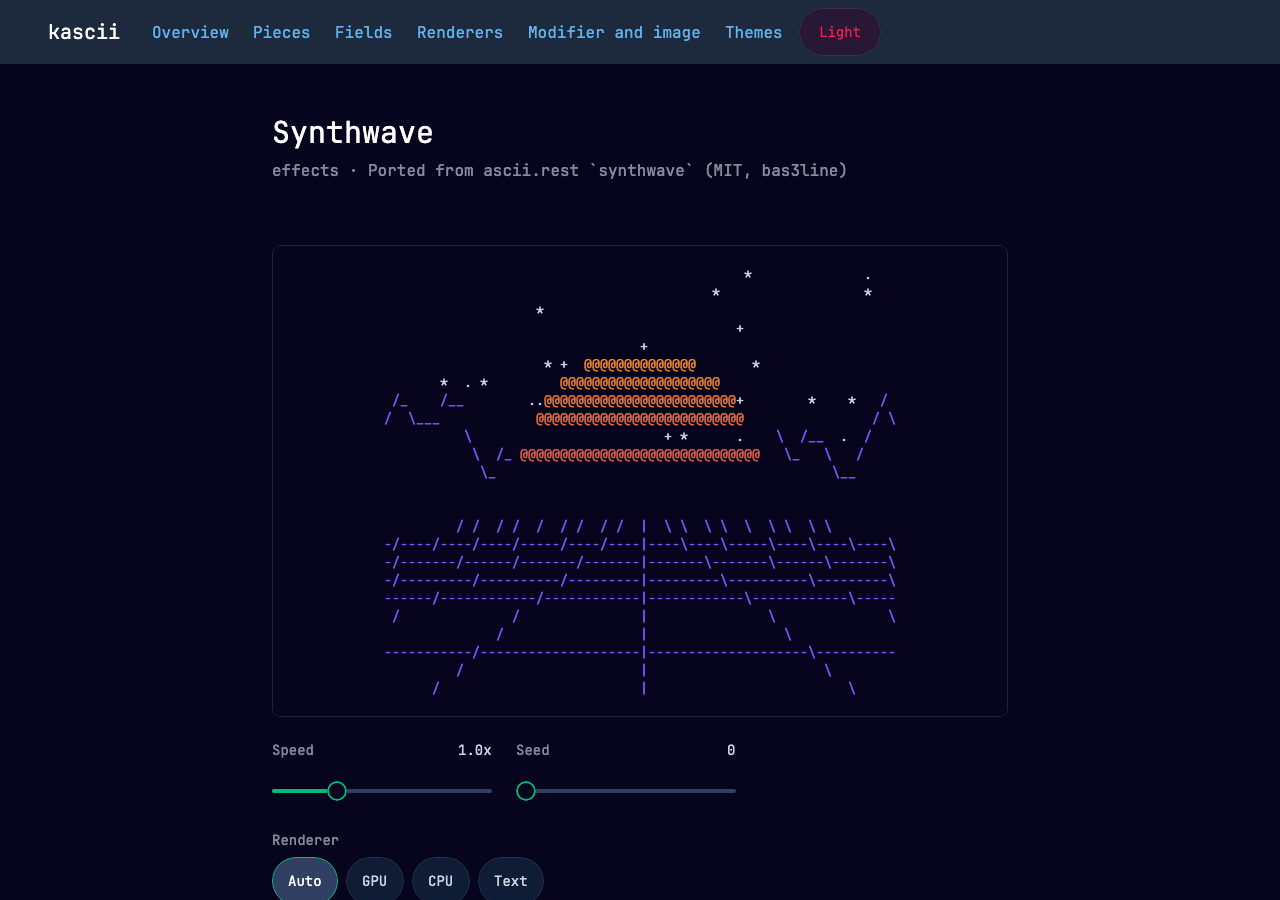 kascii Overview Pieces Fields Renderers Modifier and image Themes Light
Synthwave
effects · Ported from ascii.rest `synthwave` (MIT, bas3line)
Speed 1.0x Seed 0
Renderer
Auto GPU CPU Text